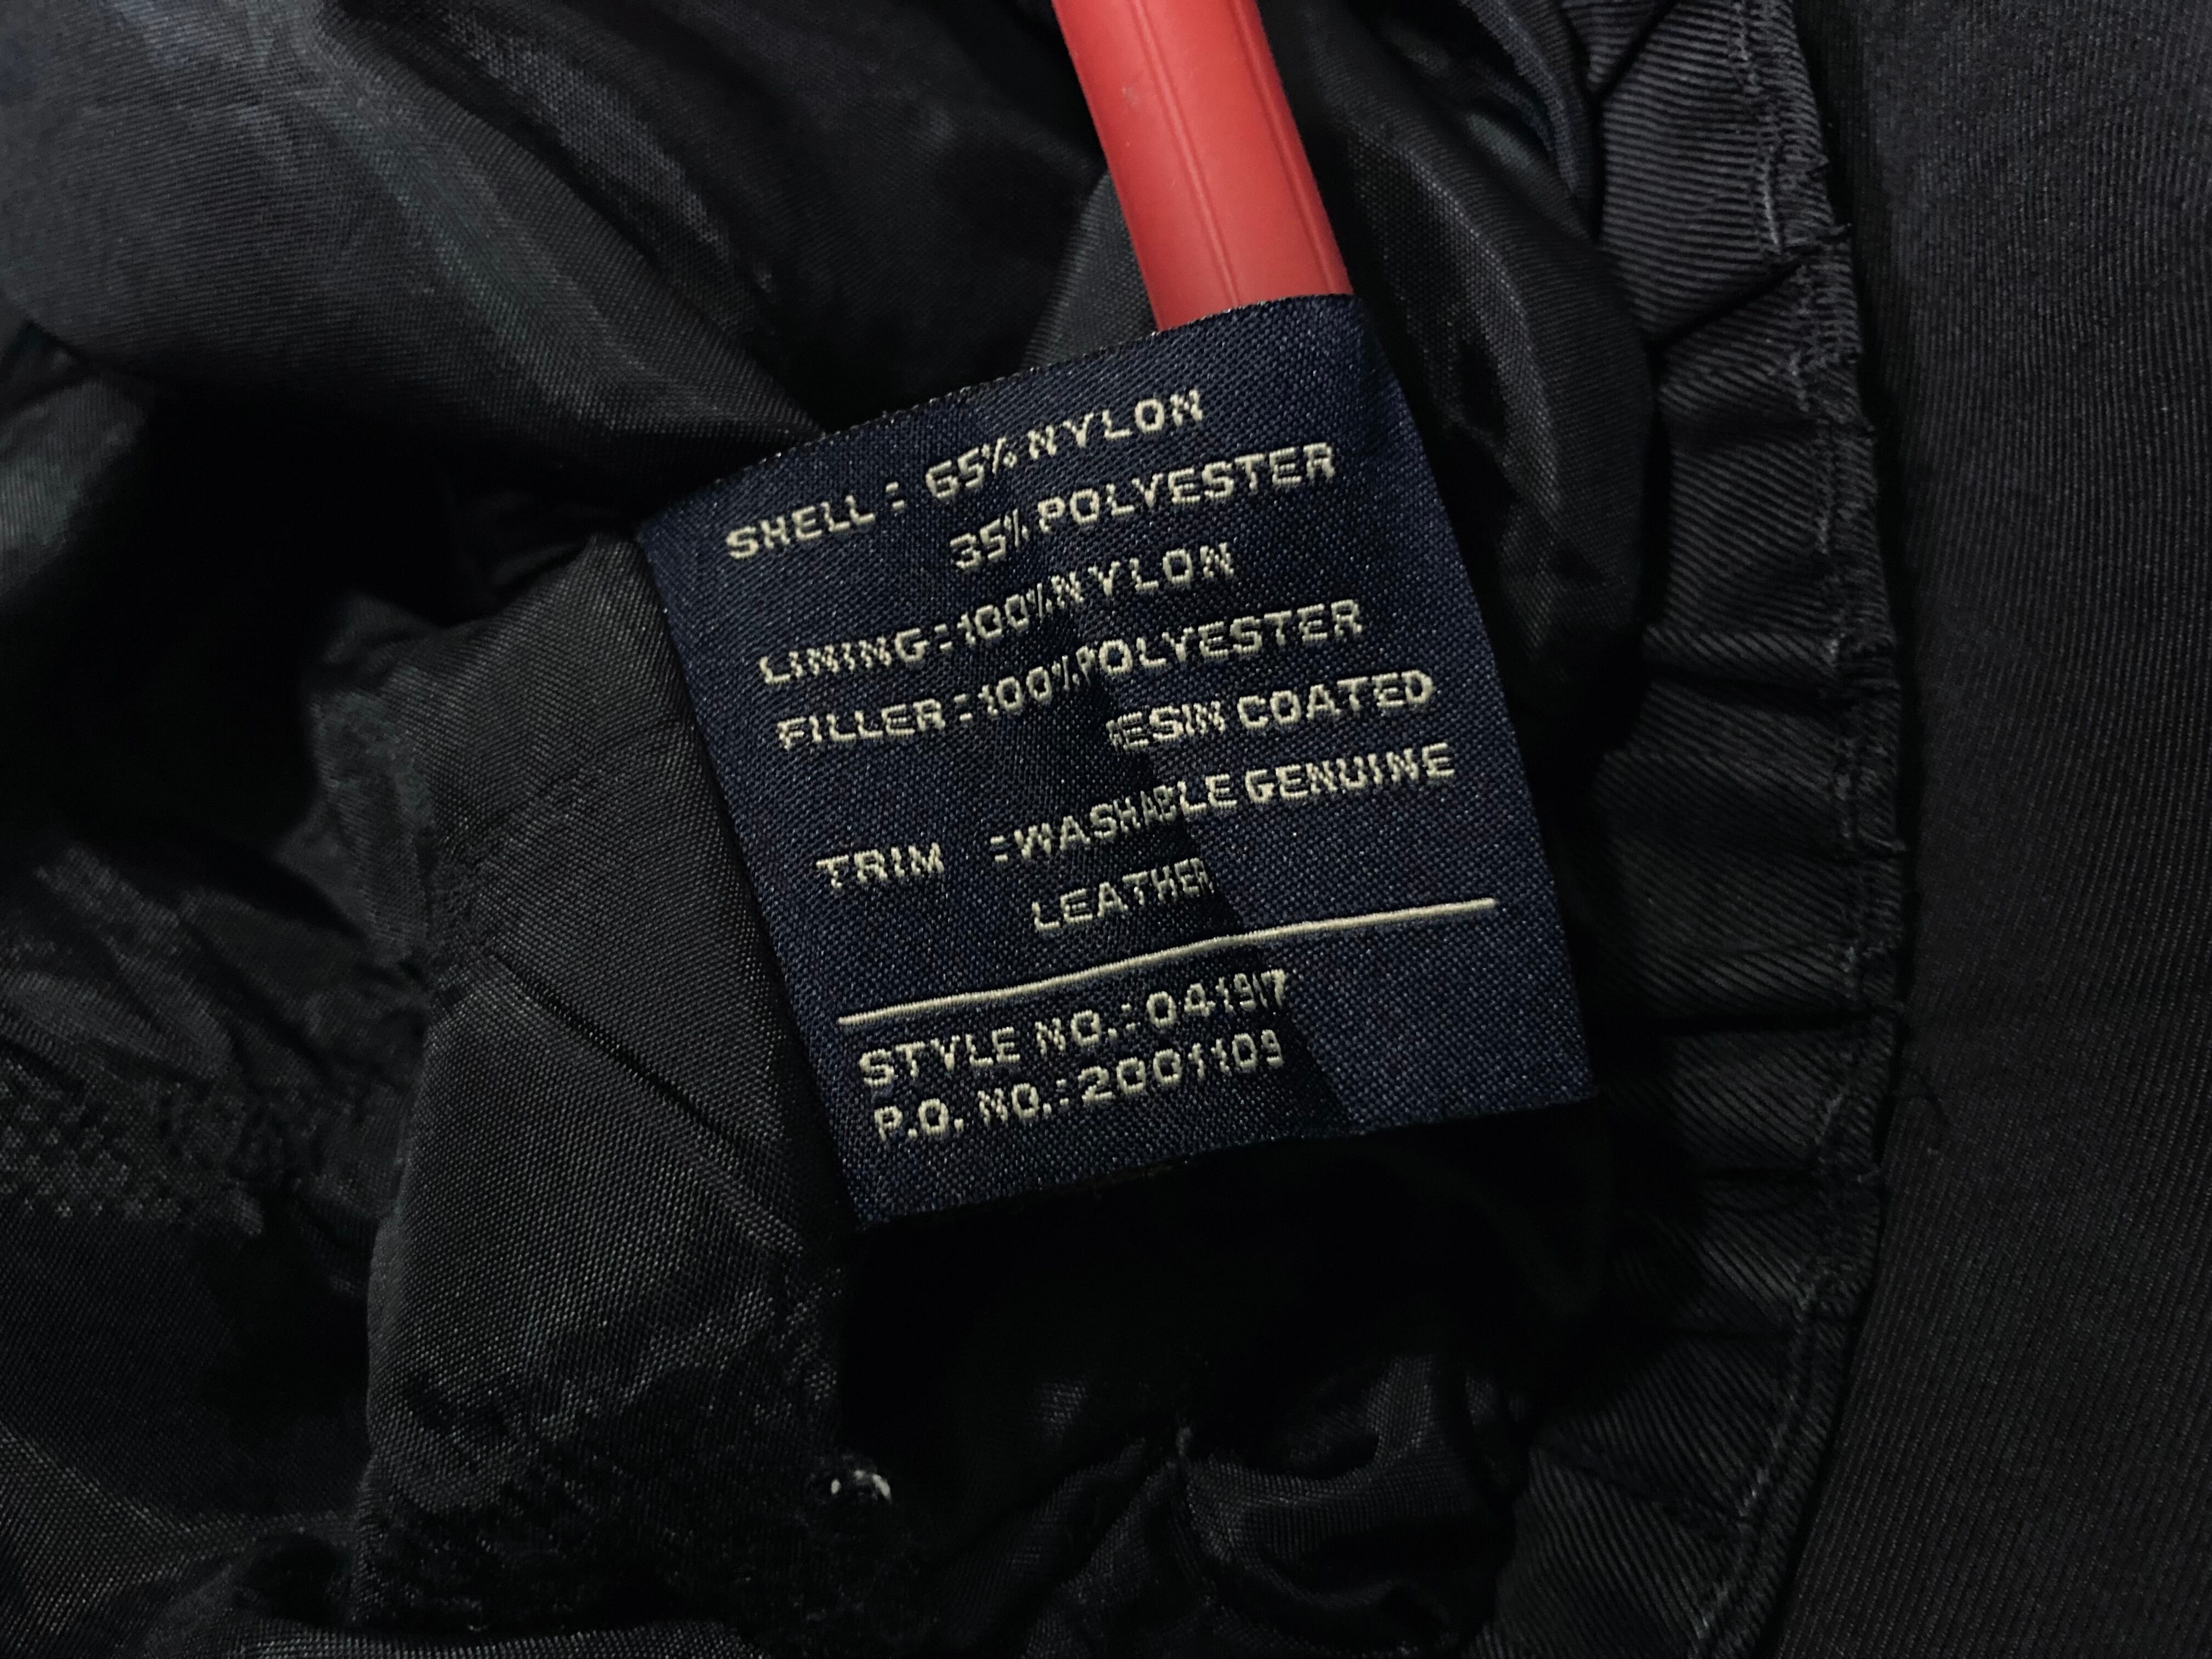 SHELL : 65% NYLON
35% POLYESTER
LINING : 100% NYLON
FILLER : 100% POLYESTER
RESIN COATED
TRIM : WASHABLE GENUINE
LEATHER
STYLE NO. : 041917
P.O. NO. : 2001109